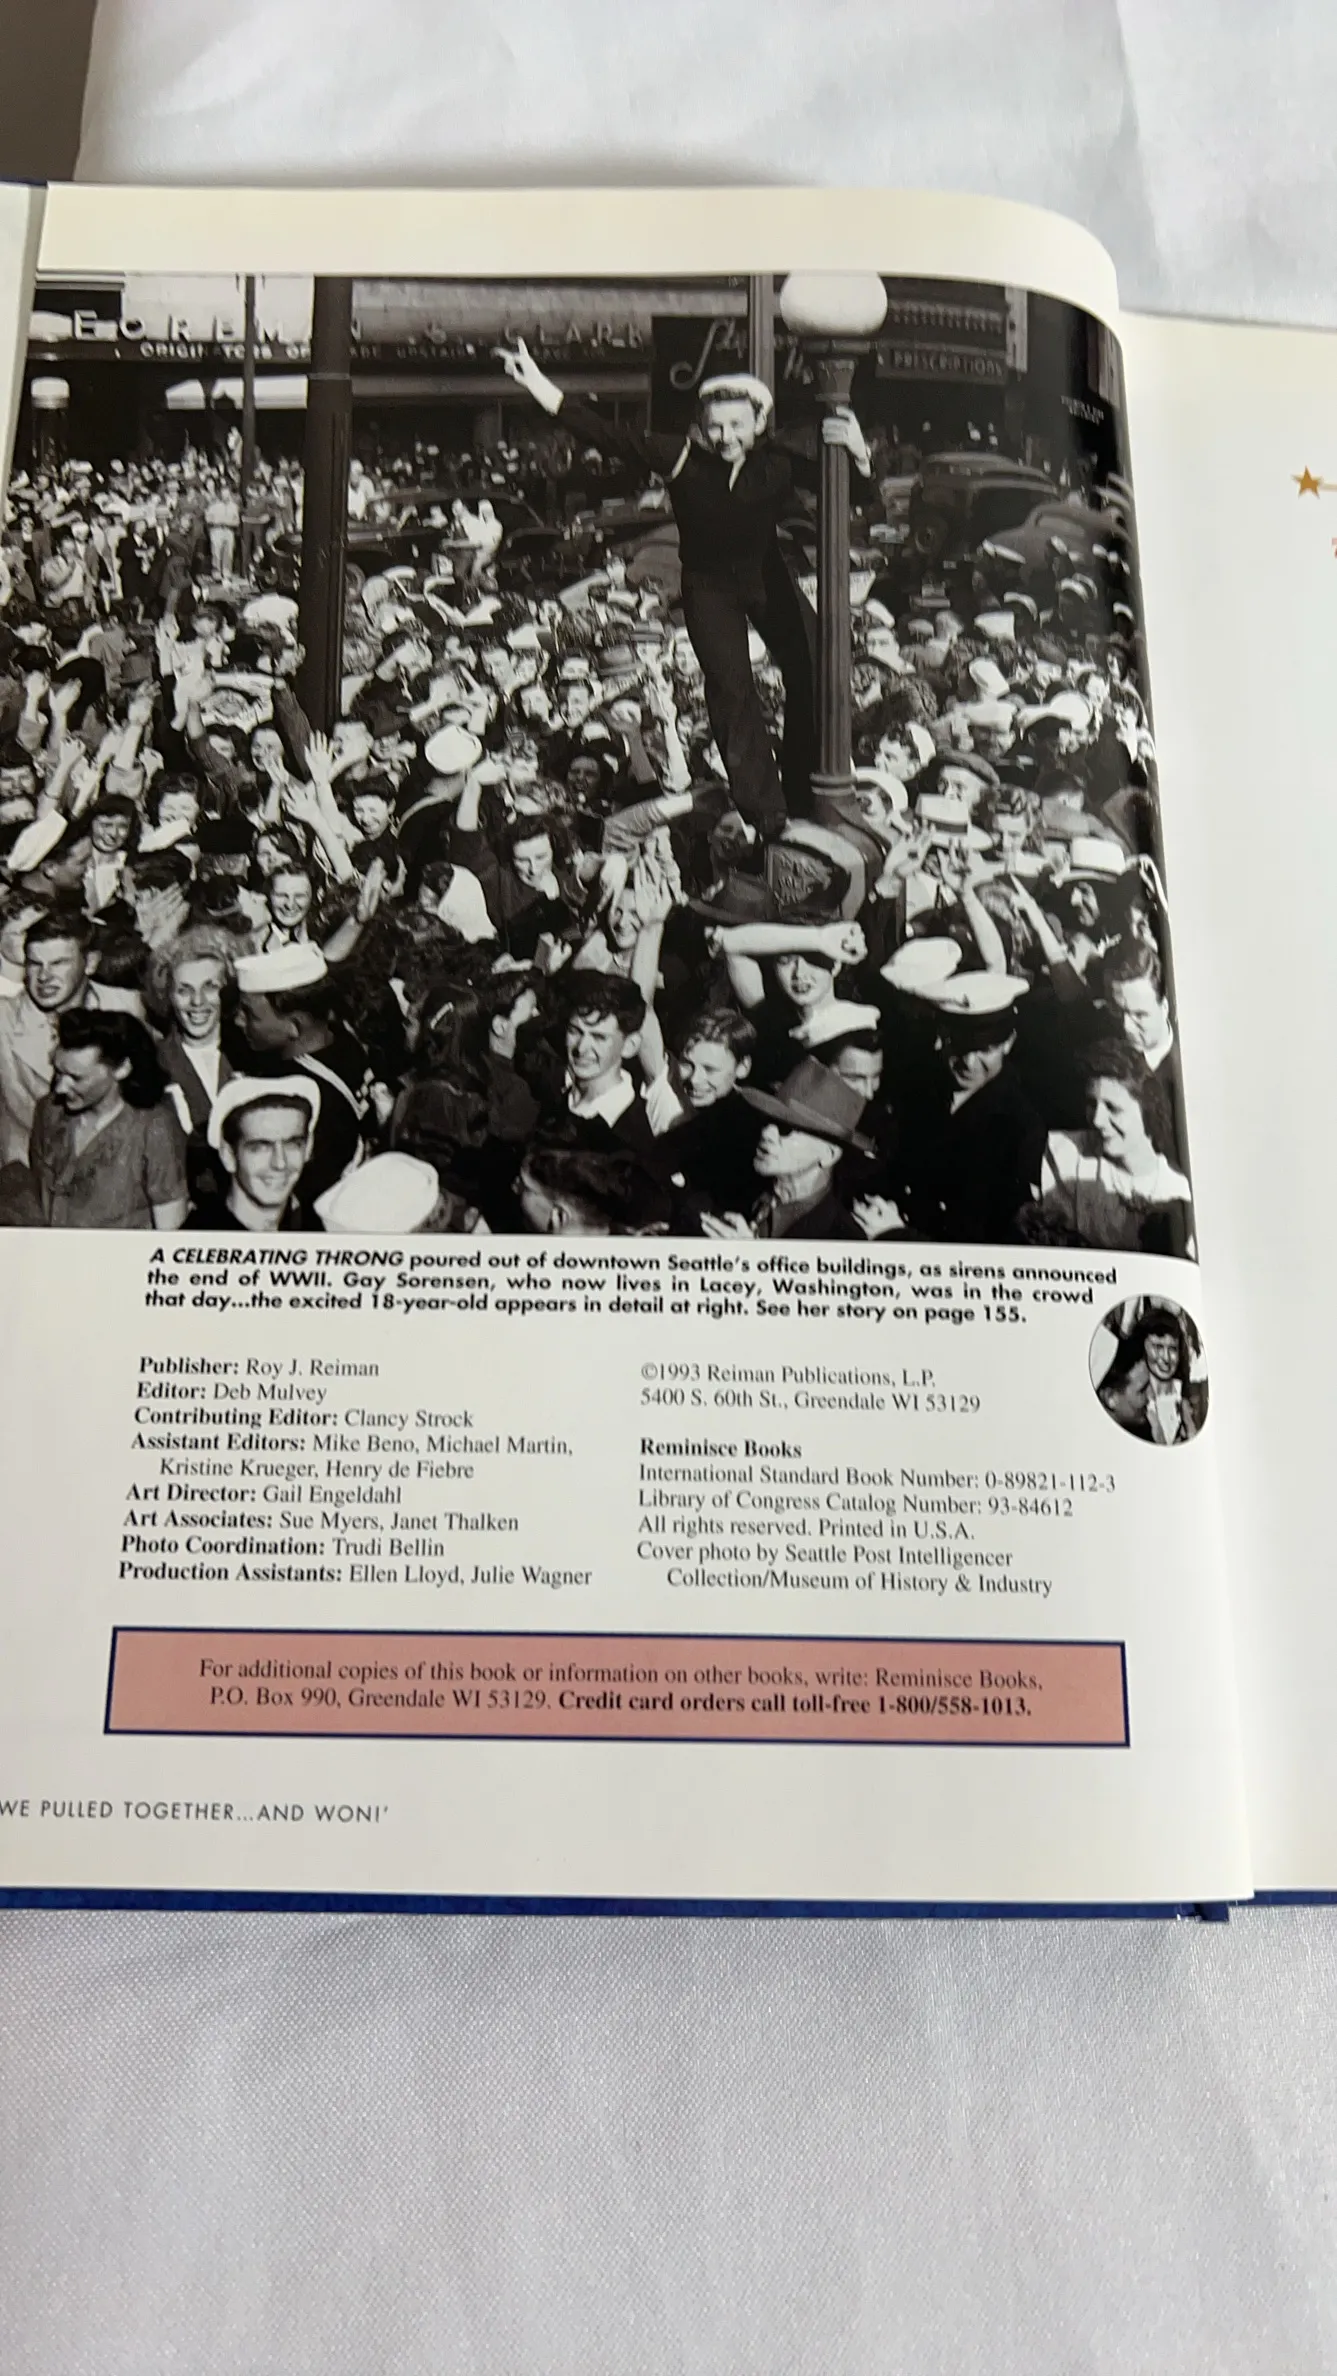 CLARK
PRESCRIPTIONS
A CELEBRATING THRONG poured out of downtown Seattle's office buildings, as sirens announced
the end of WWII. Gay Sorensen, who now lives in Lacey, Washington, was in the crowd
that day...the excited 18-year-old appears in detail at right. See her story on page 155.
Publisher: Roy J. Reiman
Editor: Deb Mulvey
Contributing Editor: Clancy Strock
Assistant Editors: Mike Beno, Michael Martin,
Kristine Krueger, Henry de Fiebre
Art Director: Gail Engeldahl
Art Associates: Sue Myers, Janet Thalken
Photo Coordination: Trudi Bellin
Production Assistants: Ellen Lloyd, Julie Wagner
©1993 Reiman Publications, L.P.
5400 S. 60th St., Greendale WI 53129
Reminisce Books
International Standard Book Number: 0-89821-112-3
Library of Congress Catalog Number: 93-84612
All rights reserved. Printed in U.S.A.
Cover photo by Seattle Post Intelligencer
Collection/Museum of History & Industry
For additional copies of this book or information on other books, write: Reminisce Books,
P.O. Box 990, Greendale WI 53129. Credit card orders call toll-free 1-800/558-1013.
WE PULLED TOGETHER...AND WON!'